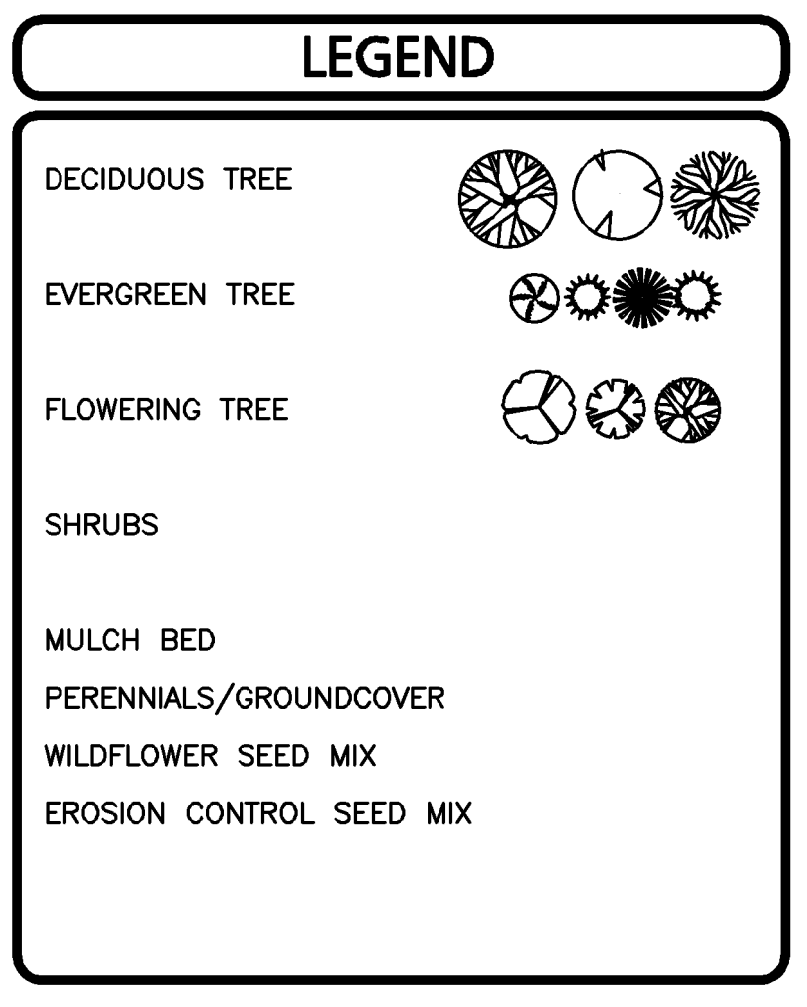 LEGEND
DECIDUOUS TREE
EVERGREEN TREE
FLOWERING TREE
SHRUBS
MULCH BED
PERENNIALS/GROUNDCOVER
WILDFLOWER SEED MIX
EROSION CONTROL SEED MIX